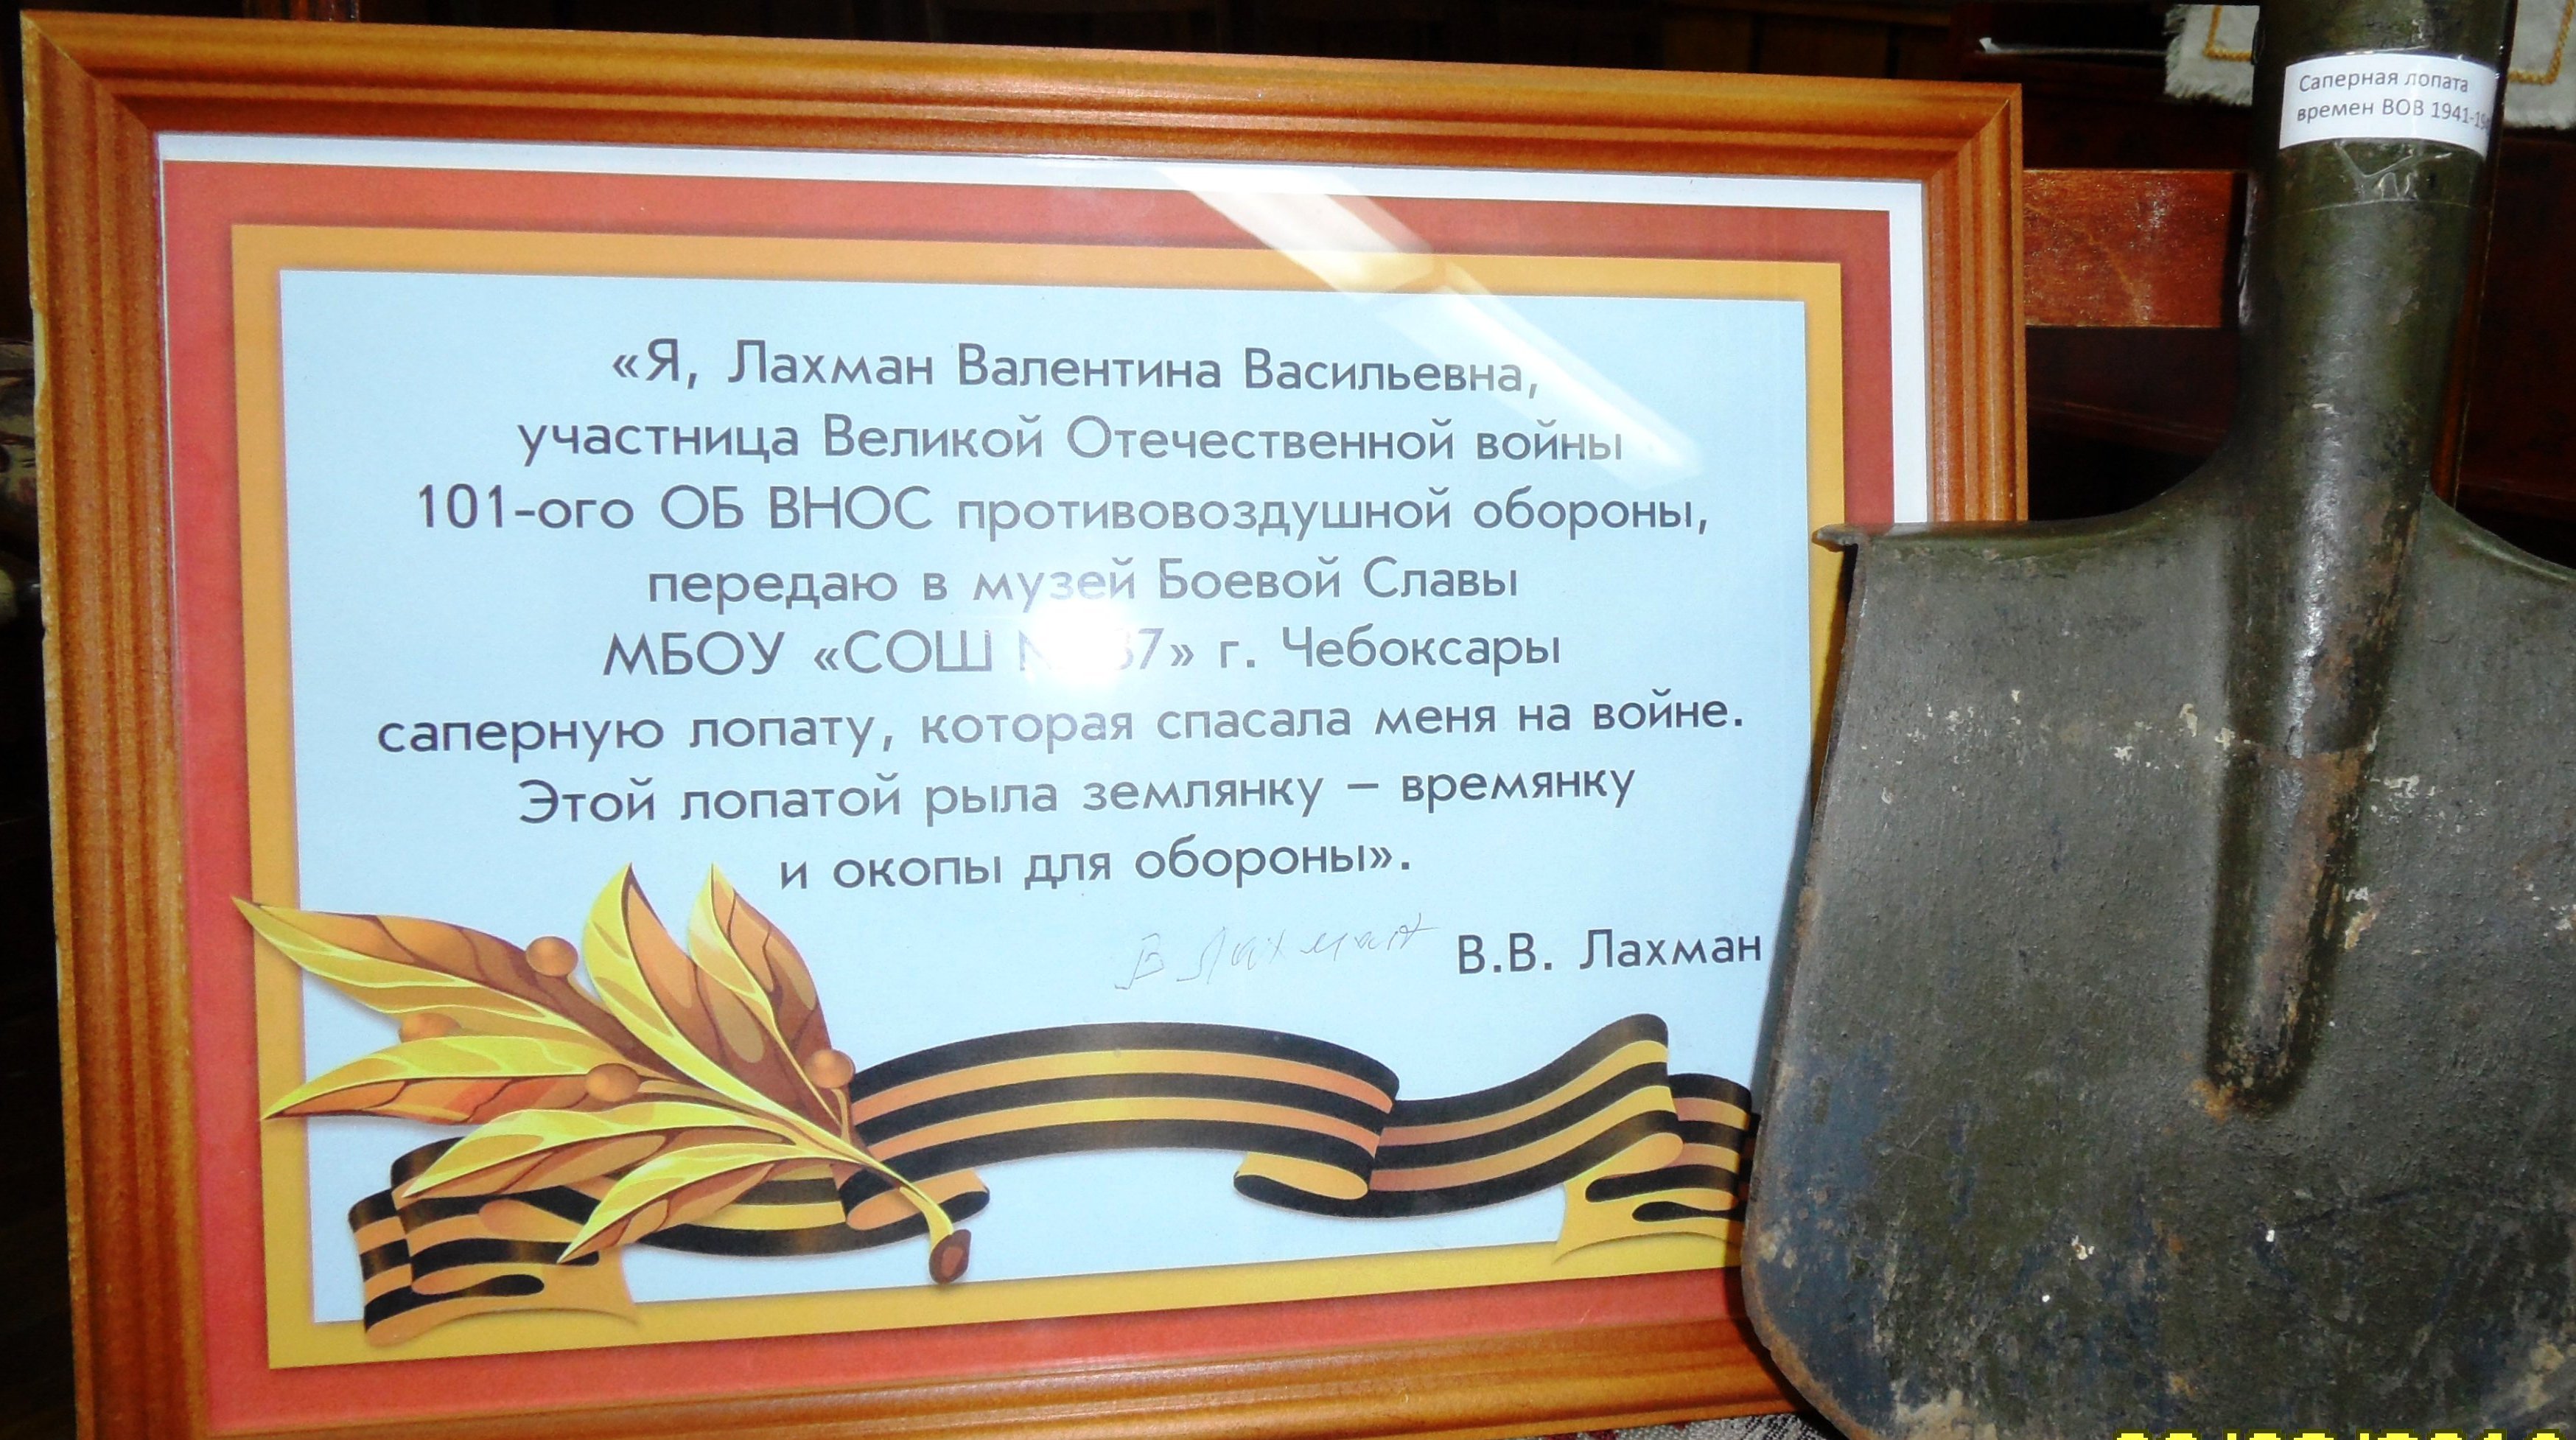 «Я, Лахман Валентина Васильевна,
участница Великой Отечественной войны
101-ого ОБ ВНОС противовоздушной обороны,
передаю в музей Боевой Славы
МБОУ «СОШ г. Чебоксары
саперную лопату, которая спасала меня на войне.
Этой лопатой рыла землянку – времянку
и окопы для обороны».
В Лахман В.В. Лахман
Саперная лопата
времен ВОВ